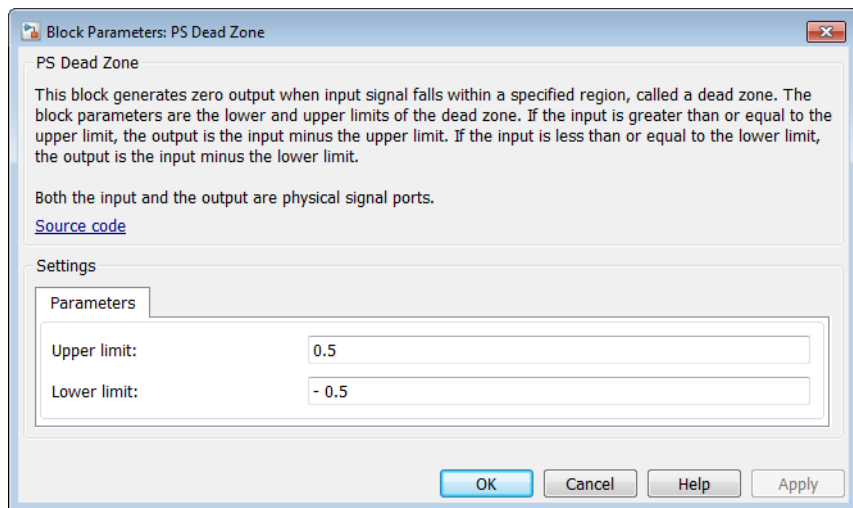 Block Parameters: PS Dead Zone
PS Dead Zone
This block generates zero output when input signal falls within a specified region, called a dead zone. The
block parameters are the lower and upper limits of the dead zone. If the input is greater than or equal to the
upper limit, the output is the input minus the upper limit. If the input is less than or equal to the lower limit,
the output is the input minus the lower limit.
Both the input and the output are physical signal ports.
Source code
Settings
Parameters
Upper limit: 0.5
Lower limit: - 0.5
OK Cancel Help Apply